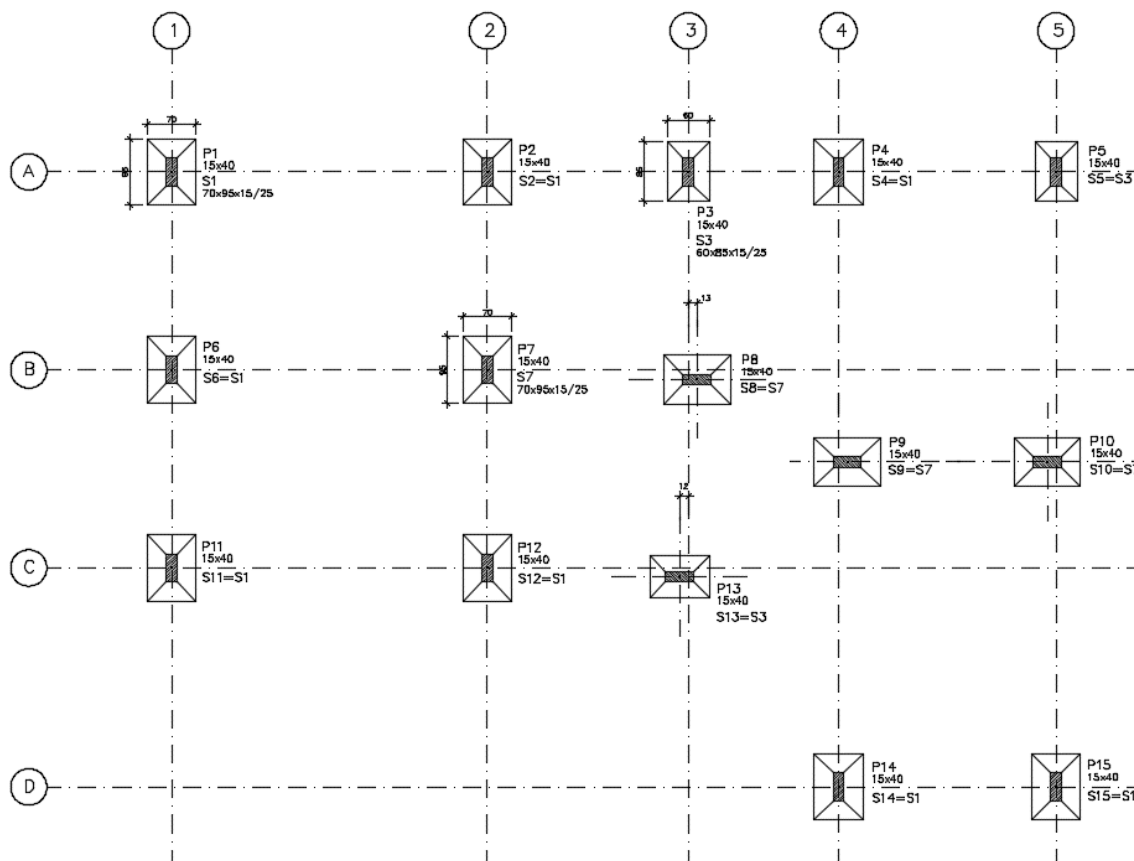 1
2
3
4
5
A
70
95
P1
15x40
S1
70x95x15/25
P2
15x40
S2=S1
60
85
P3
15x40
S3
60x85x15/25
P4
15x40
S4=S1
P5
15x40
S5=S3
B
P6
15x40
S6=S1
70
95
P7
15x40
S7
70x95x15/25
13
P8
15x40
S8=S7
P9
15x40
S9=S7
P10
15x40
C
P11
15x40
S11=S1
P12
15x40
S12=S1
12
P13
15x40
S13=S3
D
P14
15x40
S14=S1
P15
15x40
S15=S1